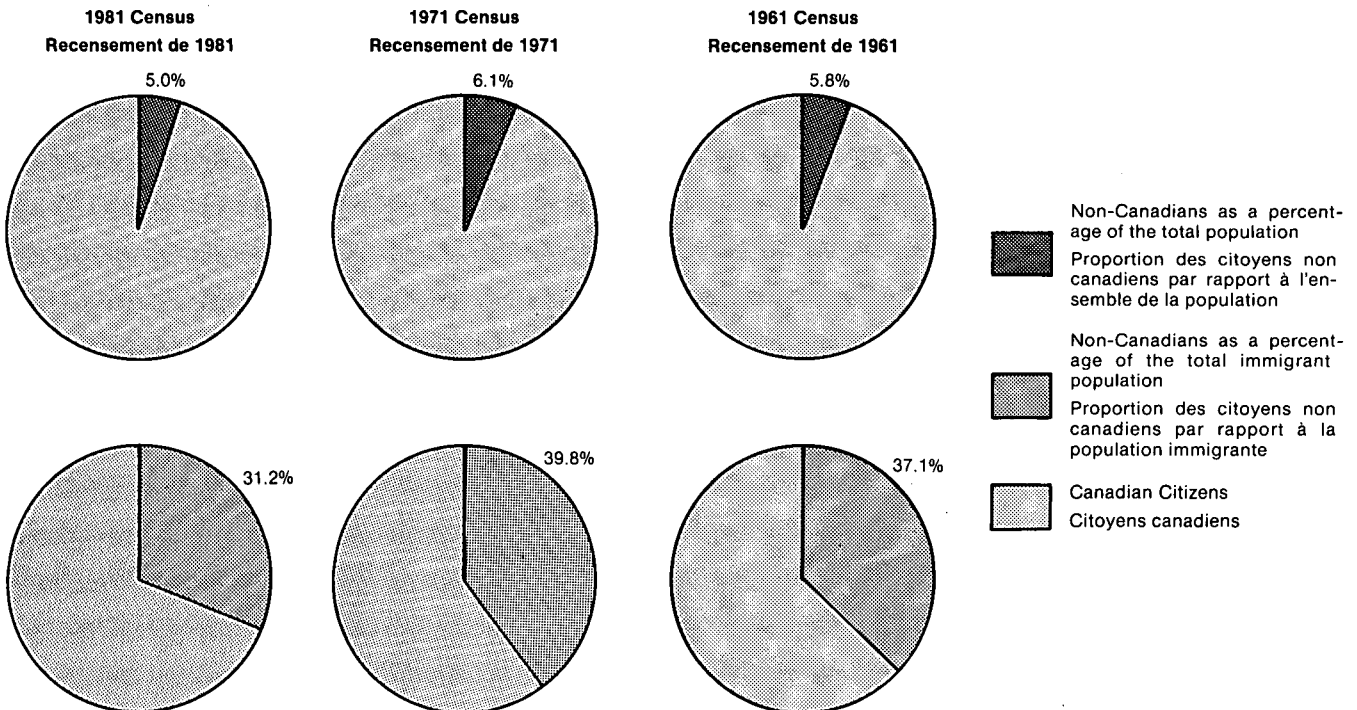 1981 Census
Recensement de 1981
5.0%
1971 Census
Recensement de 1971
6.1%
1961 Census
Recensement de 1961
5.8%
31.2%
39.8%
37.1%
Non-Canadians as a percent-
age of the total population
Proportion des citoyens non
canadiens par rapport à l'en-
semble de la population
Non-Canadians as a percent-
age of the total immigrant
population
Proportion des citoyens non
canadiens par rapport à la
population immigrante
Canadian Citizens
Citoyens canadiens